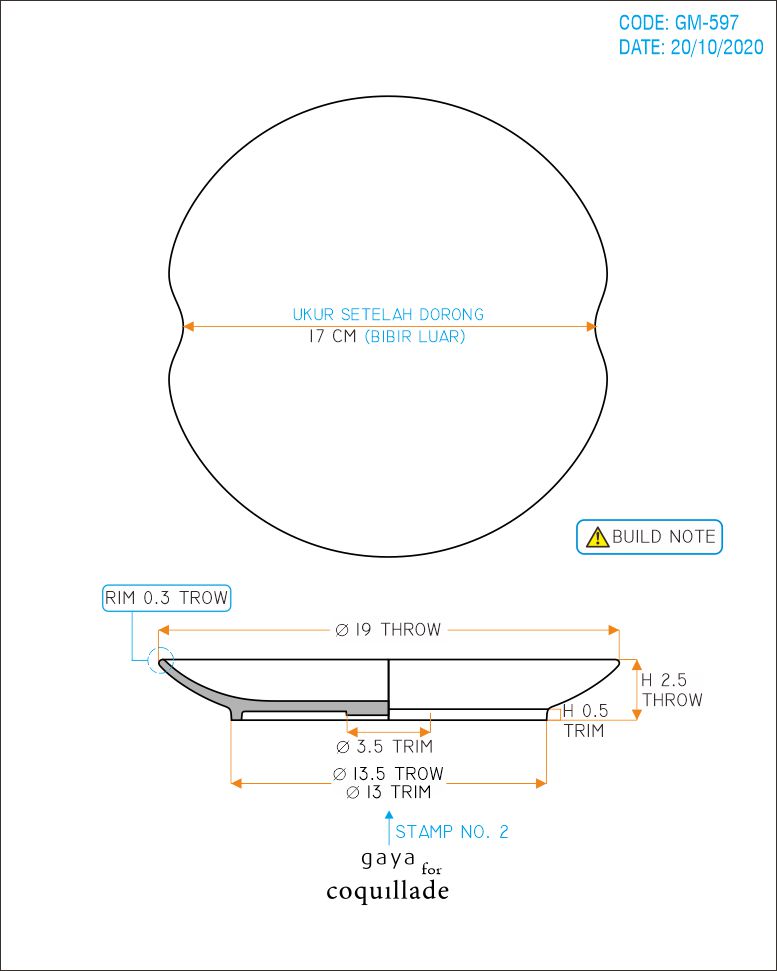 CODE: GM-597
DATE: 20/10/2020
UKUR SETELAH DORONG
17 CM (BIBIR LUAR)
BUILD NOTE
RIM 0.3 TROW
Ø 19 THROW
H 2.5
THROW
H 0.5
TRIM
Ø 3.5 TRIM
Ø 13.5 TROW
Ø 13 TRIM
STAMP NO. 2
gaya for
coquıllade